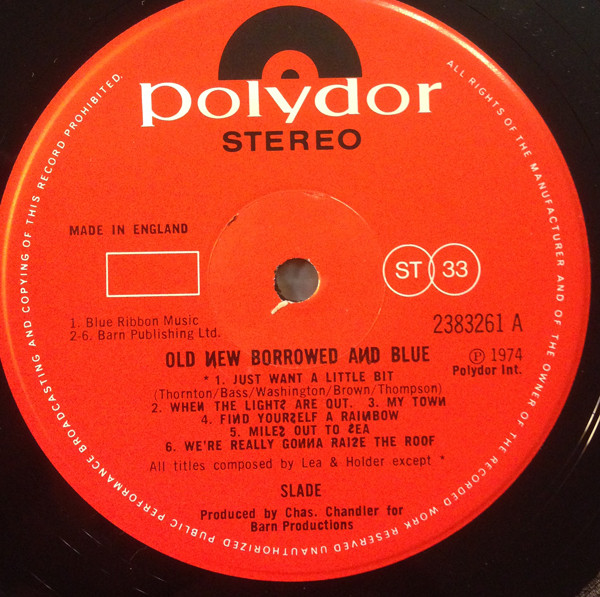 polydor
STEREO
MADE IN ENGLAND
ST 33
1. Blue Ribbon Music
2-6. Barn Publishing Ltd.
2383261 A
OLD NEW BORROWED AND BLUE
Ⓟ 1974
Polydor Int.
* 1. JUST WANT A LITTLE BIT
(Thornton/Bass/Washington/Brown/Thompson)
2. WHEN THE LIGHTS ARE OUT. 3. MY TOWN
4. FIND YOURSELF A RAINBOW
5. MILES OUT TO SEA
6. WE'RE REALLY GONNA RAISE THE ROOF
All titles composed by Lea & Holder except *
SLADE
Produced by Chas. Chandler for
Barn Productions
ALL RIGHTS OF THE MANUFACTURER AND OF THE OWNER OF THE RECORDED WORK RESERVED UNAUTHORIZED PUBLIC PERFORMANCE BROADCASTING AND COPYING OF THIS RECORD PROHIBITED.